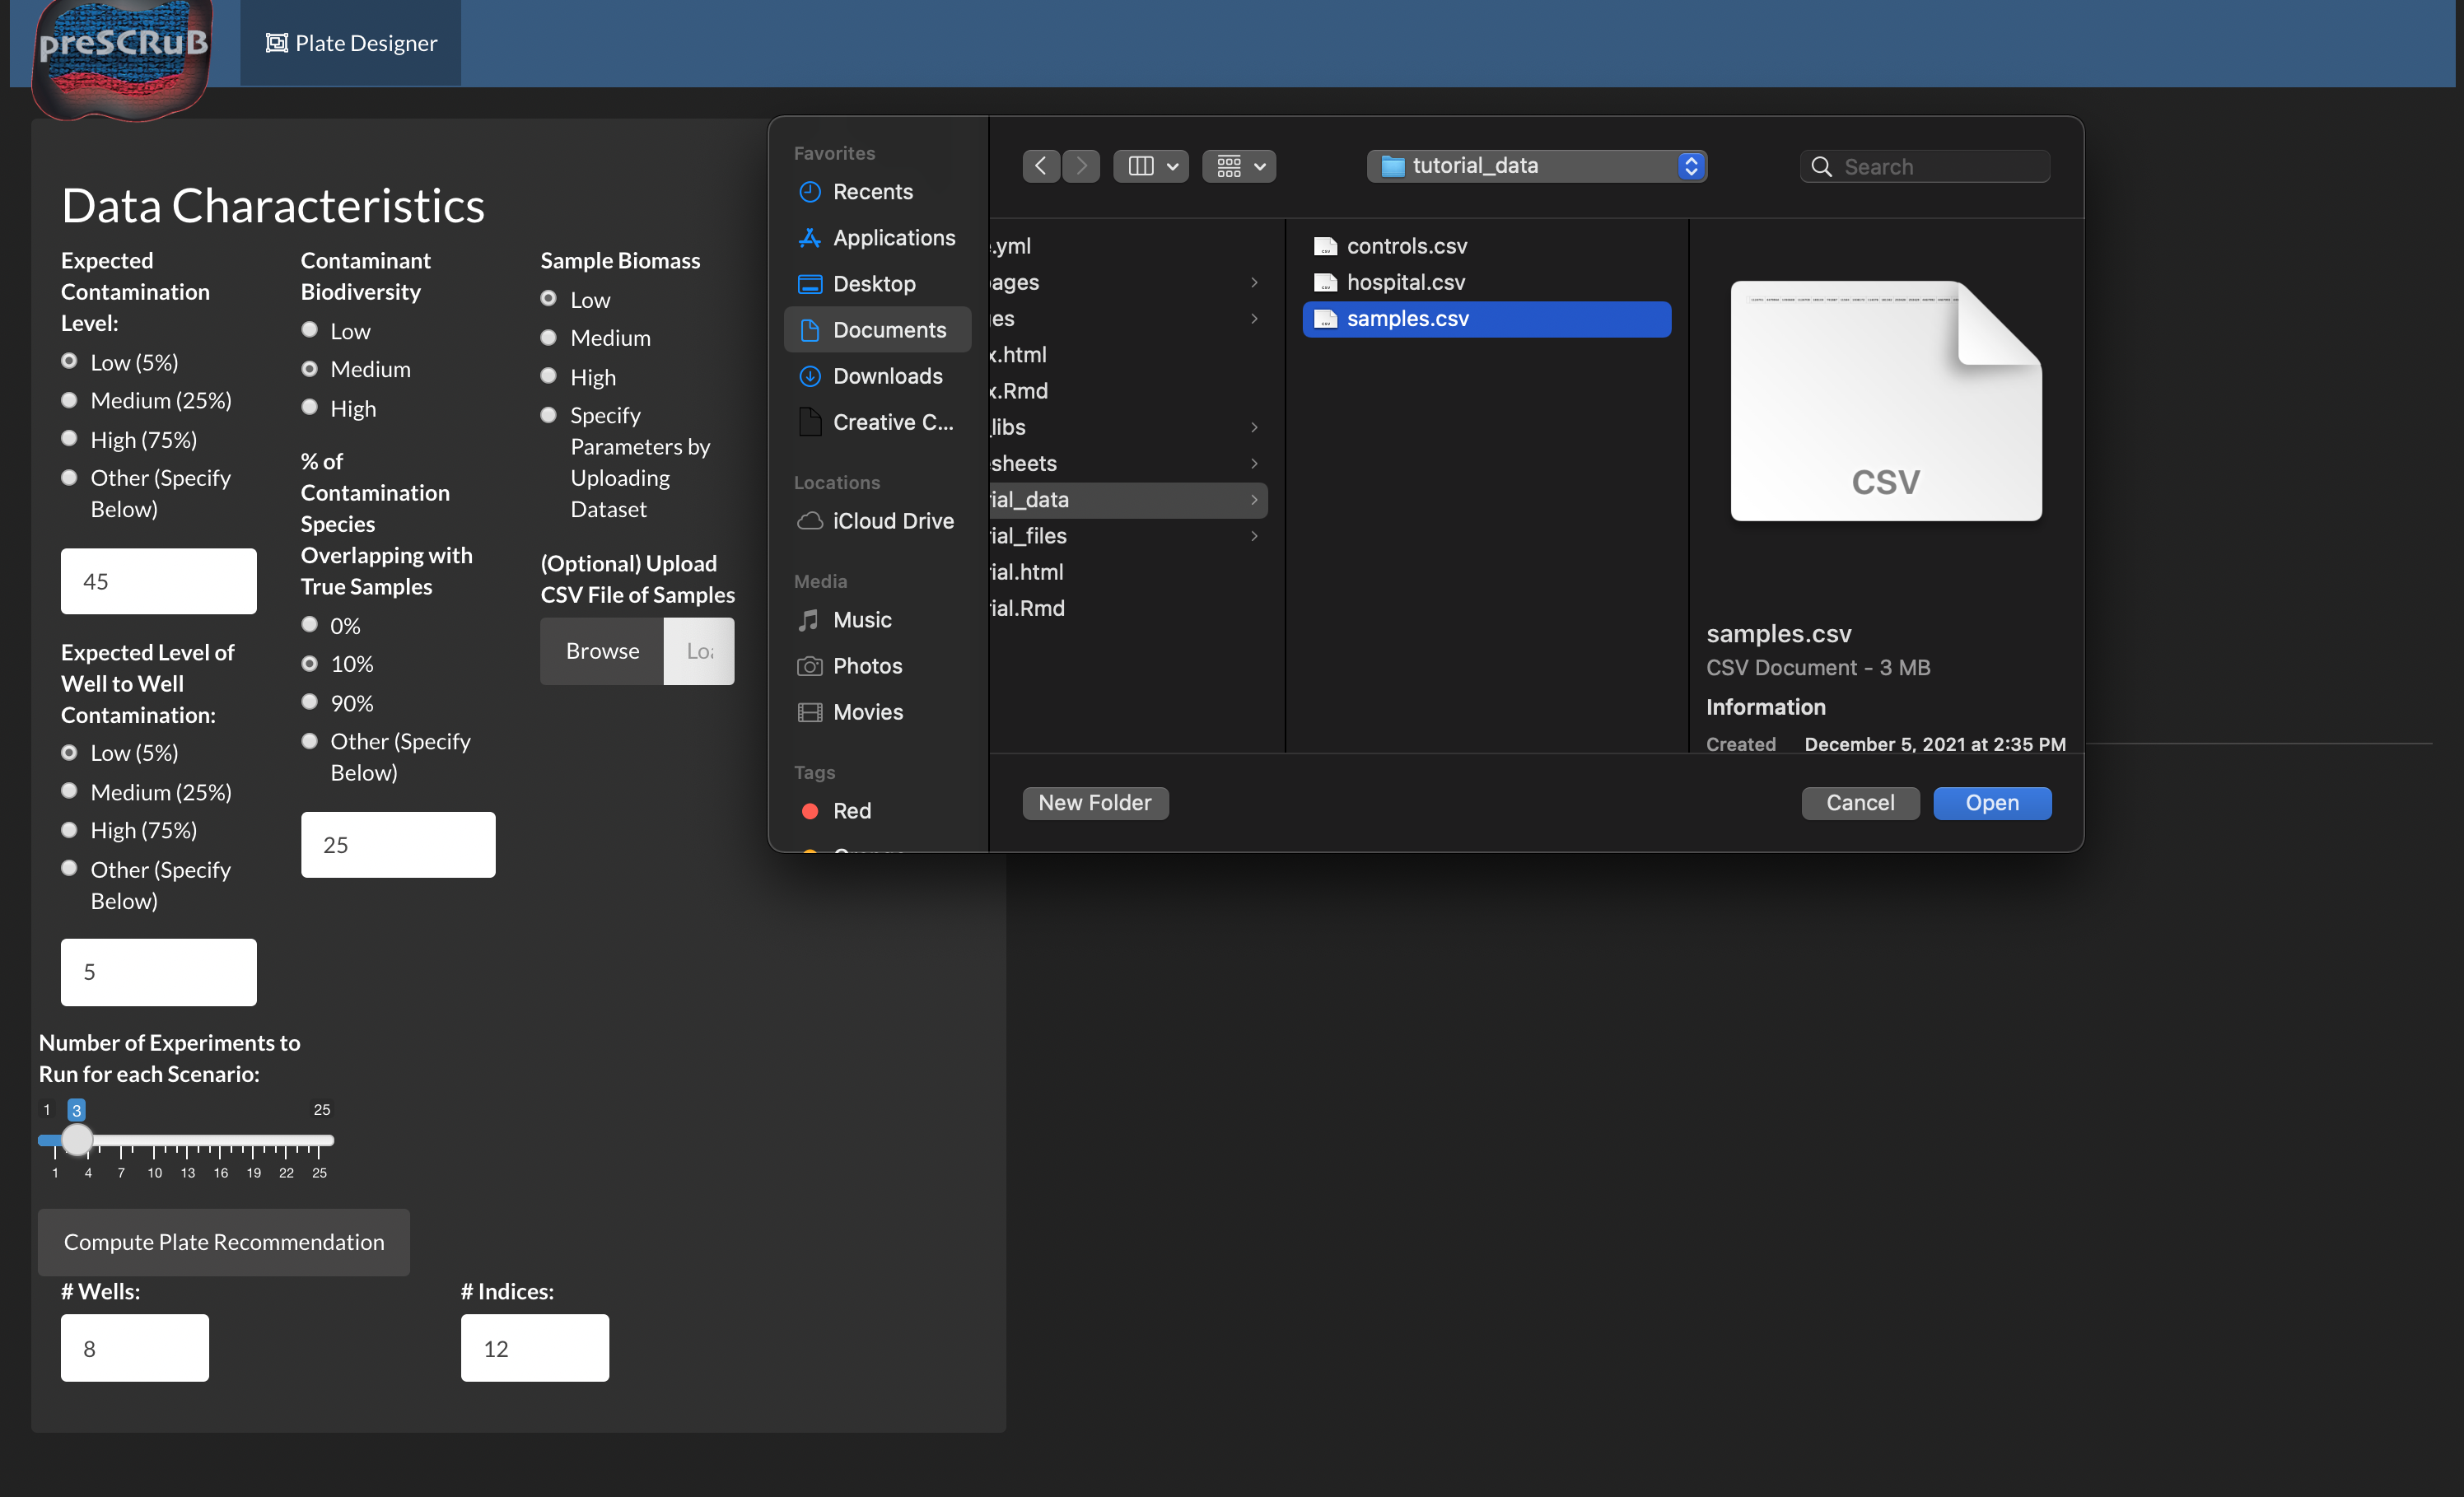 preSCRuB
Plate Designer
Data Characteristics
Expected
Contamination
Level:
Low (5%)
Medium (25%)
High (75%)
Other (Specify
Below)
45
Expected Level of
Well to Well
Contamination:
Low (5%)
Medium (25%)
High (75%)
Other (Specify
Below)
5
Contaminant
Biodiversity
Low
Medium
High
% of
Contamination
Species
Overlapping with
True Samples
0%
10%
90%
Other (Specify
Below)
25
Sample Biomass
Low
Medium
High
Specify
Parameters by
Uploading
Dataset
(Optional) Upload
CSV File of Samples
Browse
Number of Experiments to
Run for each Scenario:
1 3 25
1 4 7 10 13 16 19 22 25
Compute Plate Recommendation
# Wells:
8
# Indices:
12
Favorites
Recents
Applications
Desktop
Documents
Downloads
Creative C...
Locations
iCloud Drive
Media
Music
Photos
Movies
Tags
Red
tutorial_data
Search
.yml
ages
es
x.html
x.Rmd
_libs
sheets
rial_data
rial_files
rial.html
rial.Rmd
controls.csv
hospital.csv
samples.csv
CSV
samples.csv
CSV Document - 3 MB
Information
Created December 5, 2021 at 2:35 PM
New Folder
Cancel
Open